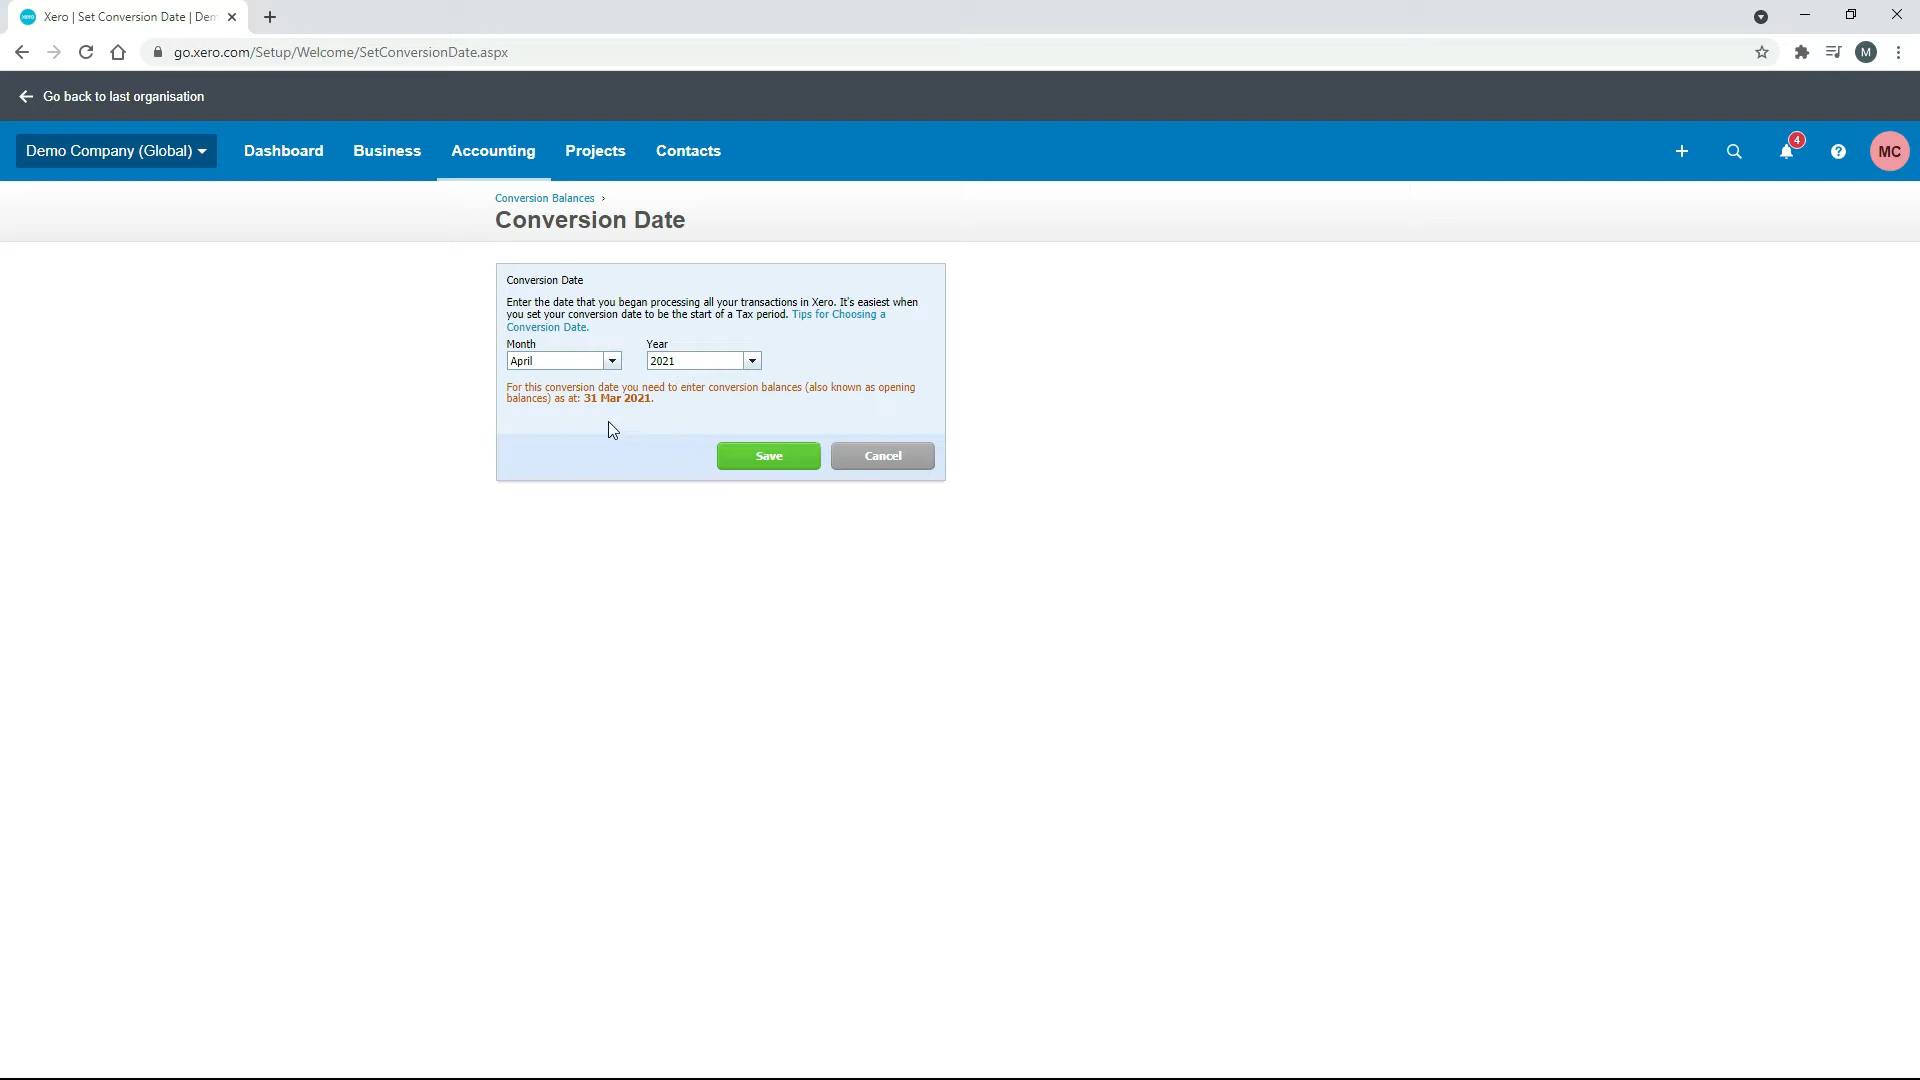 Xero | Set Conversion Date | Dem
go.xero.com/Setup/Welcome/SetConversionDate.aspx
M
Go back to last organisation
Demo Company (Global)
Dashboard
Business
Accounting
Projects
Contacts
4
MC
Conversion Balances ›
Conversion Date
Conversion Date
Enter the date that you began processing all your transactions in Xero. It's easiest when
you set your conversion date to be the start of a Tax period. Tips for Choosing a
Conversion Date.
Month
Year
April
2021
For this conversion date you need to enter conversion balances (also known as opening
balances) as at: 31 Mar 2021.
Save
Cancel